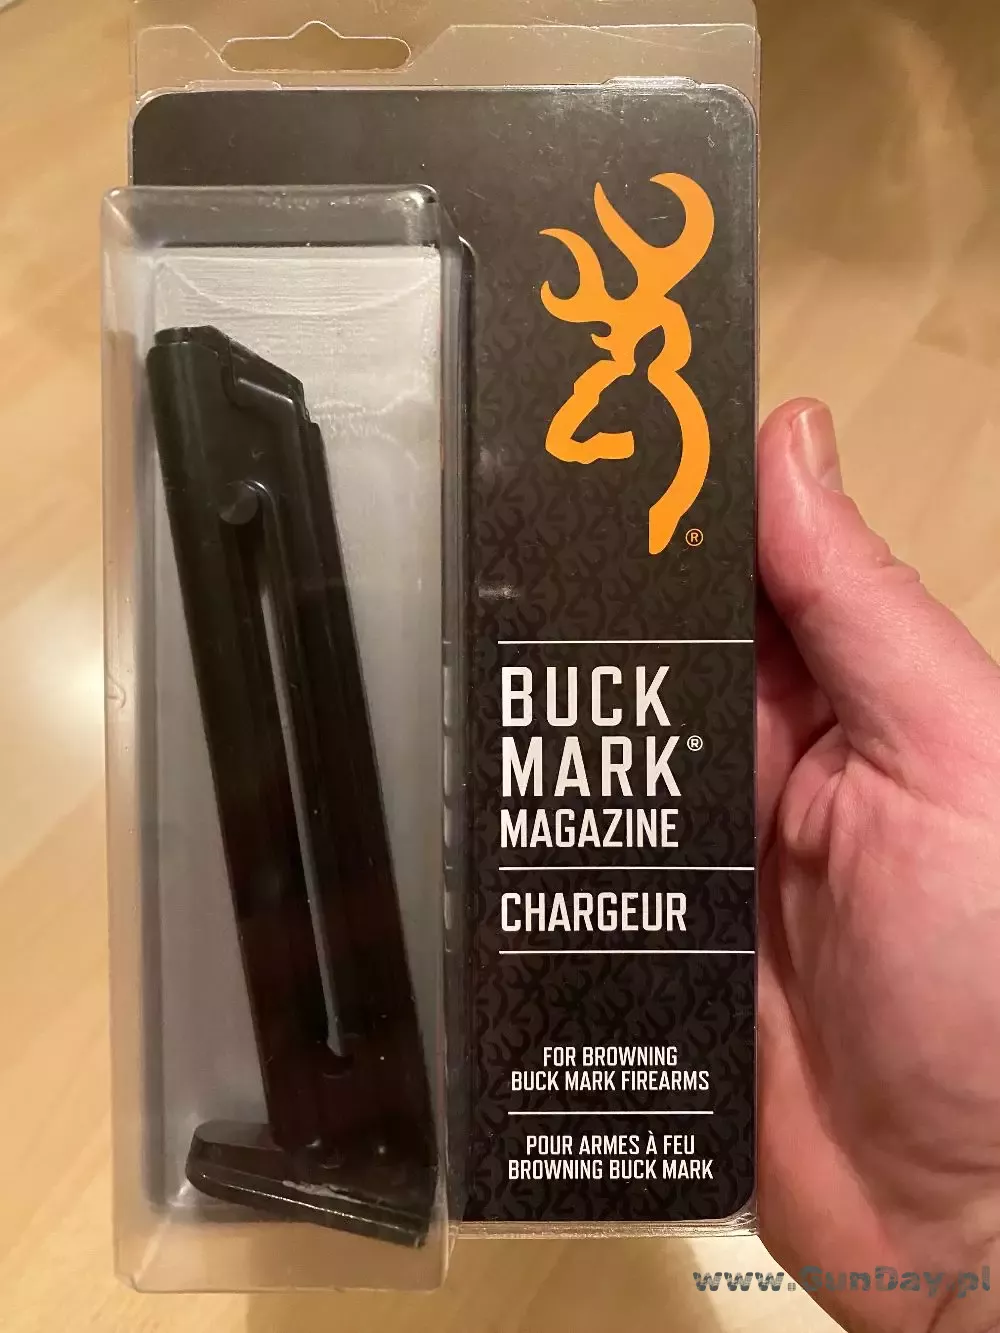 ®
BUCK
MARK®
MAGAZINE
CHARGEUR
FOR BROWNING
BUCK MARK FIREARMS
POUR ARMES À FEU
BROWNING BUCK MARK
www.GunDay.pl